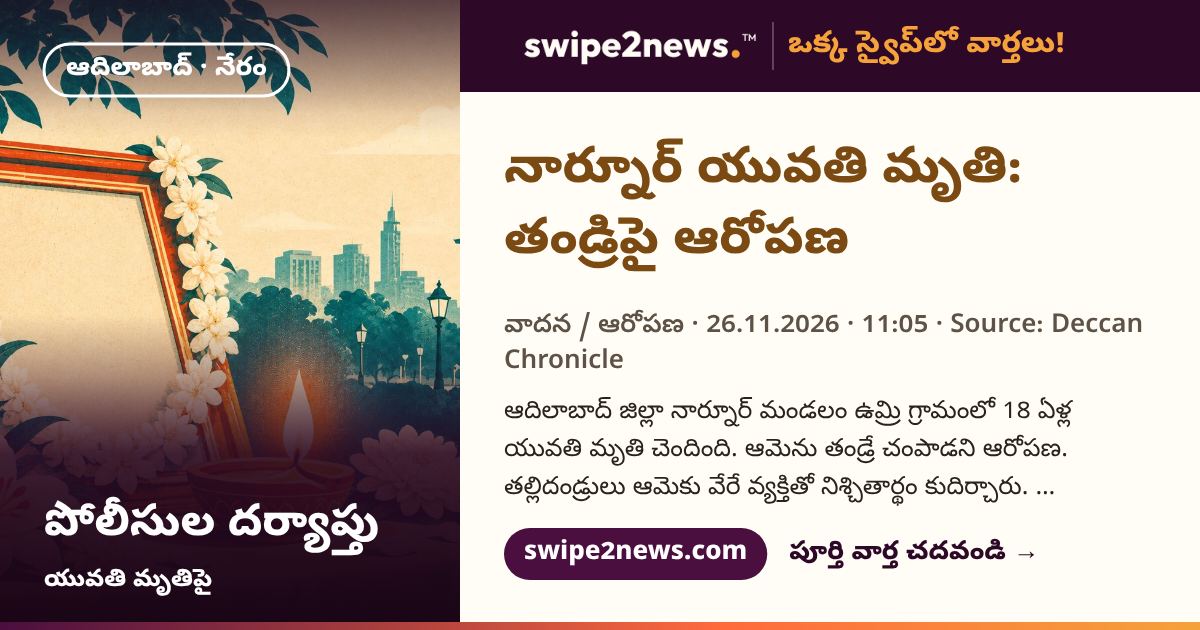 ఆదిలాబాద్ · నేరం
swipe2news.™
ఒక్క స్వైప్‌లో వార్తలు!
నార్నూర్ యువతి మృతి:
తండ్రిపై ఆరోపణ
వాదన / ఆరోపణ · 26.11.2026 · 11:05 · Source: Deccan
Chronicle
ఆదిలాబాద్ జిల్లా నార్నూర్ మండలం ఉమ్రి గ్రామంలో 18 ఏళ్ల
యువతి మృతి చెందింది. ఆమెను తండ్రే చంపాడని ఆరోపణ.
తల్లిదండ్రులు ఆమెకు వేరే వ్యక్తితో నిశ్చితార్థం కుదిర్చారు. ...
పోలీసుల దర్యాప్తు
యువతి మృతిపై
swipe2news.com
పూర్తి వార్త చదవండి →